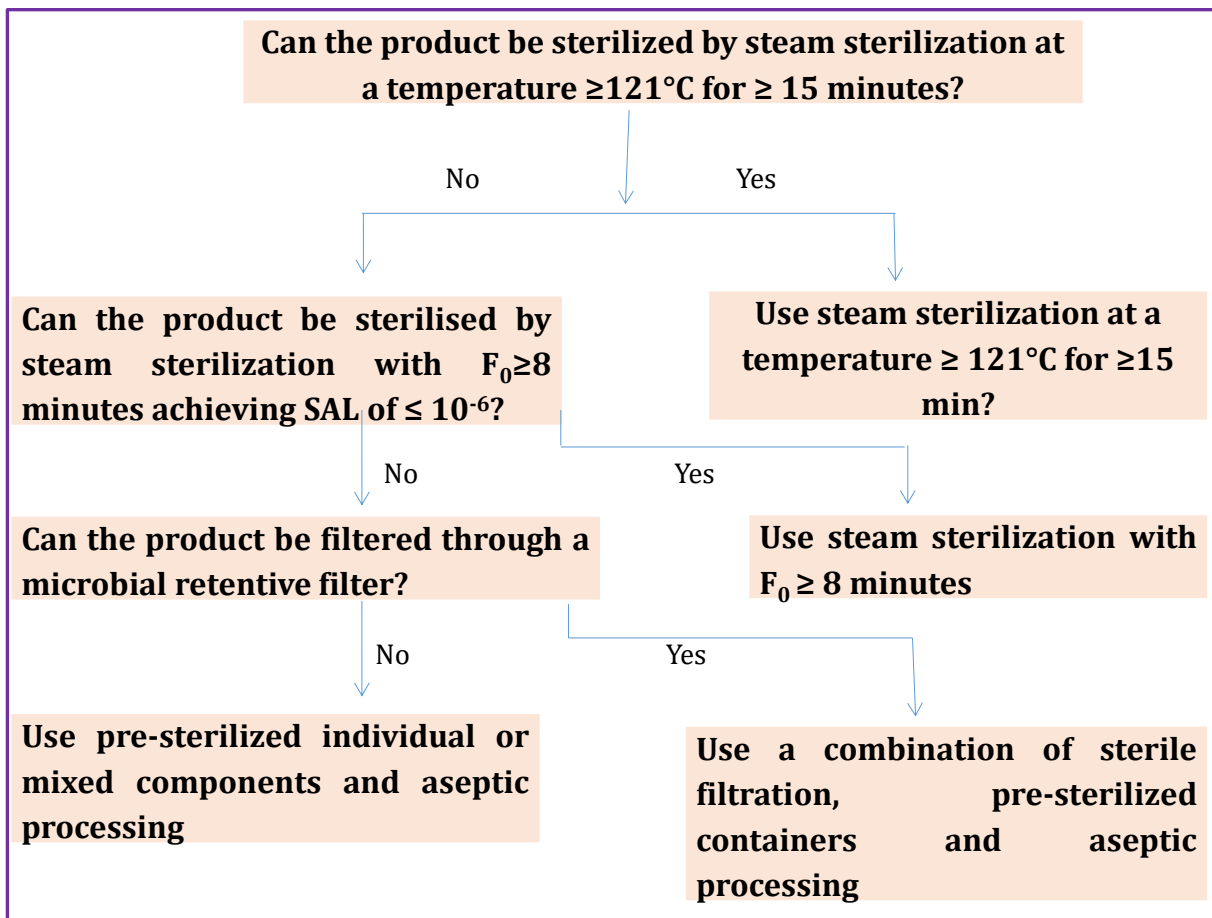 Can the product be sterilized by steam sterilization at
a temperature ≥121°C for ≥ 15 minutes?
No
Yes
Can the product be sterilised by
steam sterilization with F₀≥8
minutes achieving SAL of ≤ 10⁻⁶?
Use steam sterilization at a
temperature ≥ 121°C for ≥15
min?
No
Yes
Can the product be filtered through a
microbial retentive filter?
Use steam sterilization with
F₀ ≥ 8 minutes
No
Yes
Use pre-sterilized individual or
mixed components and aseptic
processing
Use a combination of sterile
filtration, pre-sterilized
containers and aseptic
processing